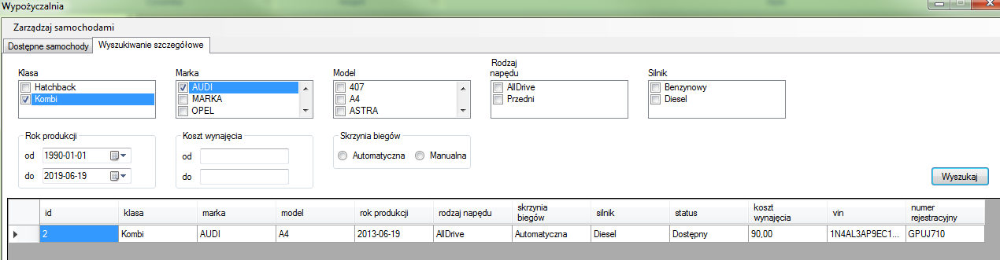 Wypożyczalnia
Zarządzaj samochodami
Dostępne samochody Wyszukiwanie szczegółowe
Klasa
Hatchback
Kombi
Marka
AUDI
MARKA
OPEL
Model
407
A4
ASTRA
Rodzaj
napędu
AllDrive
Przedni
Silnik
Benzynowy
Diesel
Rok produkcji
od 1990-01-01
do 2019-06-19
Koszt wynajęcia
od
do
Skrzynia biegów
Automatyczna Manualna
Wyszukaj
id klasa marka model rok produkcji rodzaj napędu skrzynia biegów silnik status koszt wynajęcia vin numer rejestracyjny
2 Kombi AUDI A4 2013-06-19 AllDrive Automatyczna Diesel Dostępny 90,00 1N4AL3AP9EC1... GPUJ710